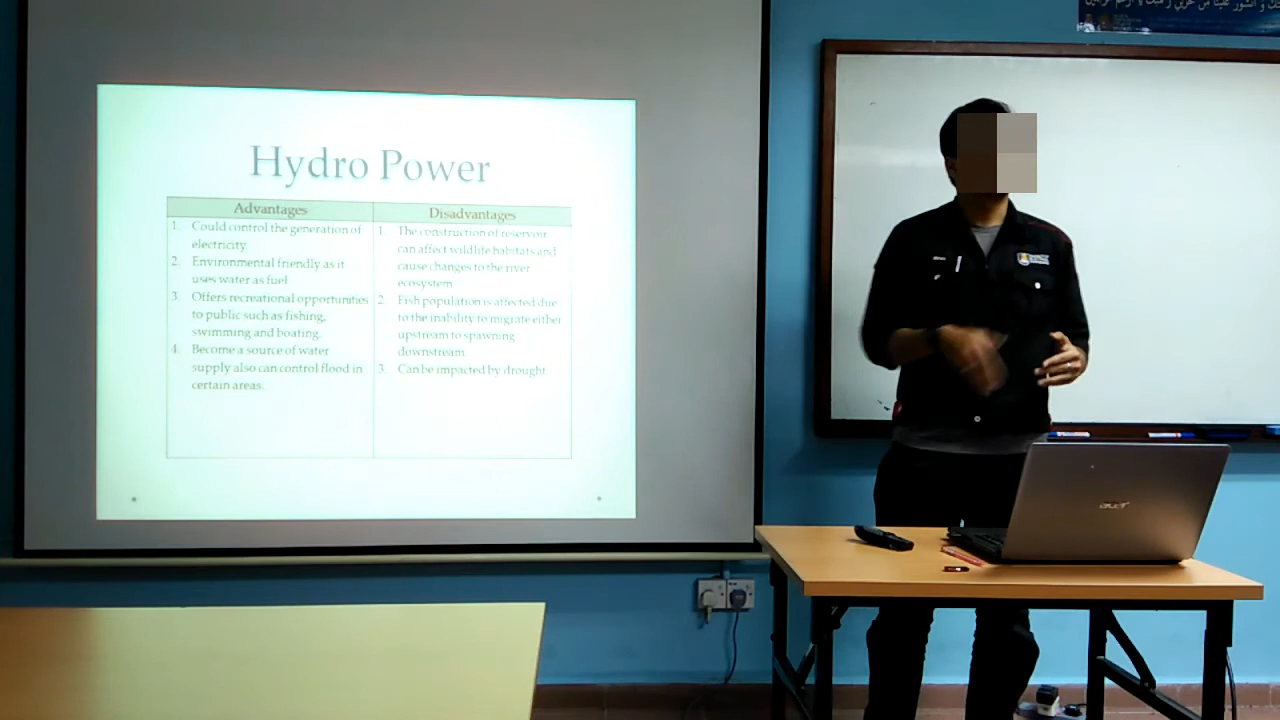 Hydro Power
Advantages
1. Could control the generation of
electricity.
2. Environmental friendly as it
uses water as fuel
3. Offers recreational opportunities
to public such as fishing,
swimming and boating.
4. Become a source of water
supply also can control flood in
certain areas.
Disadvantages
1. The construction of reservoir
can affect wildlife habitats and
cause changes to the river
ecosystem
2. Fish population is affected due
to the inability to migrate either
upstream to spawning
downstream.
3. Can be impacted by drought.
acer